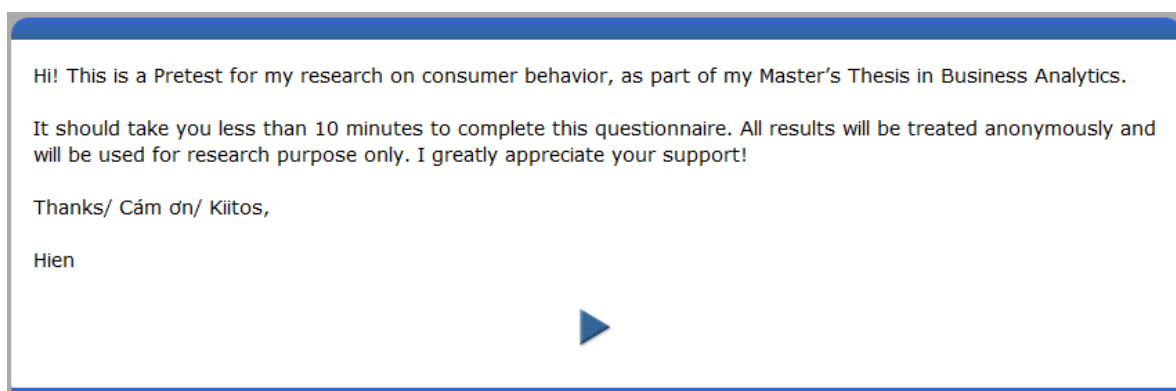 Hi! This is a Pretest for my research on consumer behavior, as part of my Master’s Thesis in Business Analytics.
It should take you less than 10 minutes to complete this questionnaire. All results will be treated anonymously and
will be used for research purpose only. I greatly appreciate your support!
Thanks/ Cám ơn/ Kiitos,
Hien